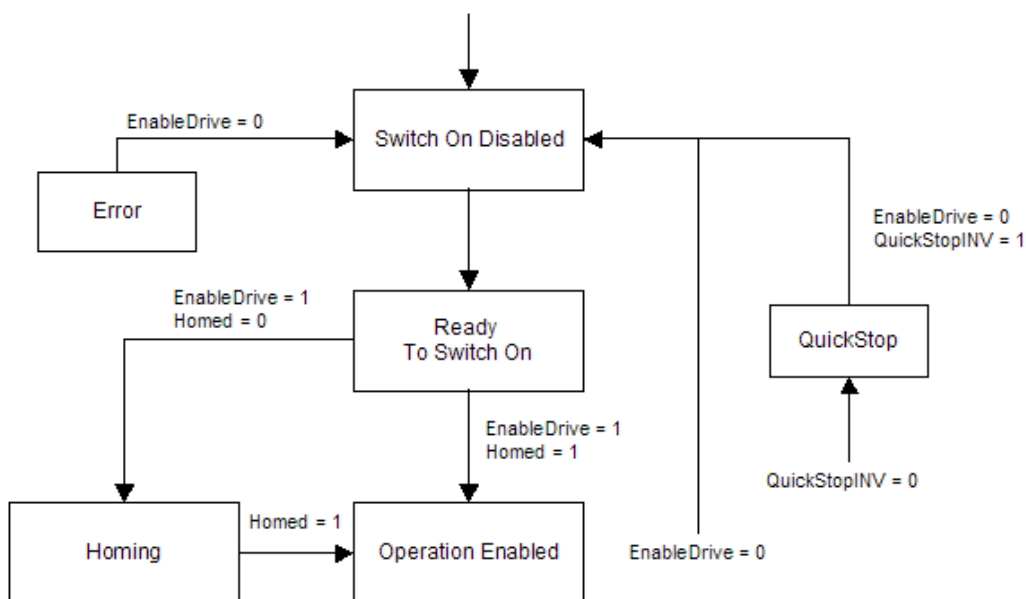 EnableDrive = 0
Switch On Disabled
Error
EnableDrive = 0
QuickStopINV = 1
EnableDrive = 1
Homed = 0
Ready
To Switch On
QuickStop
EnableDrive = 1
Homed = 1
QuickStopINV = 0
Homing
Homed = 1
Operation Enabled
EnableDrive = 0